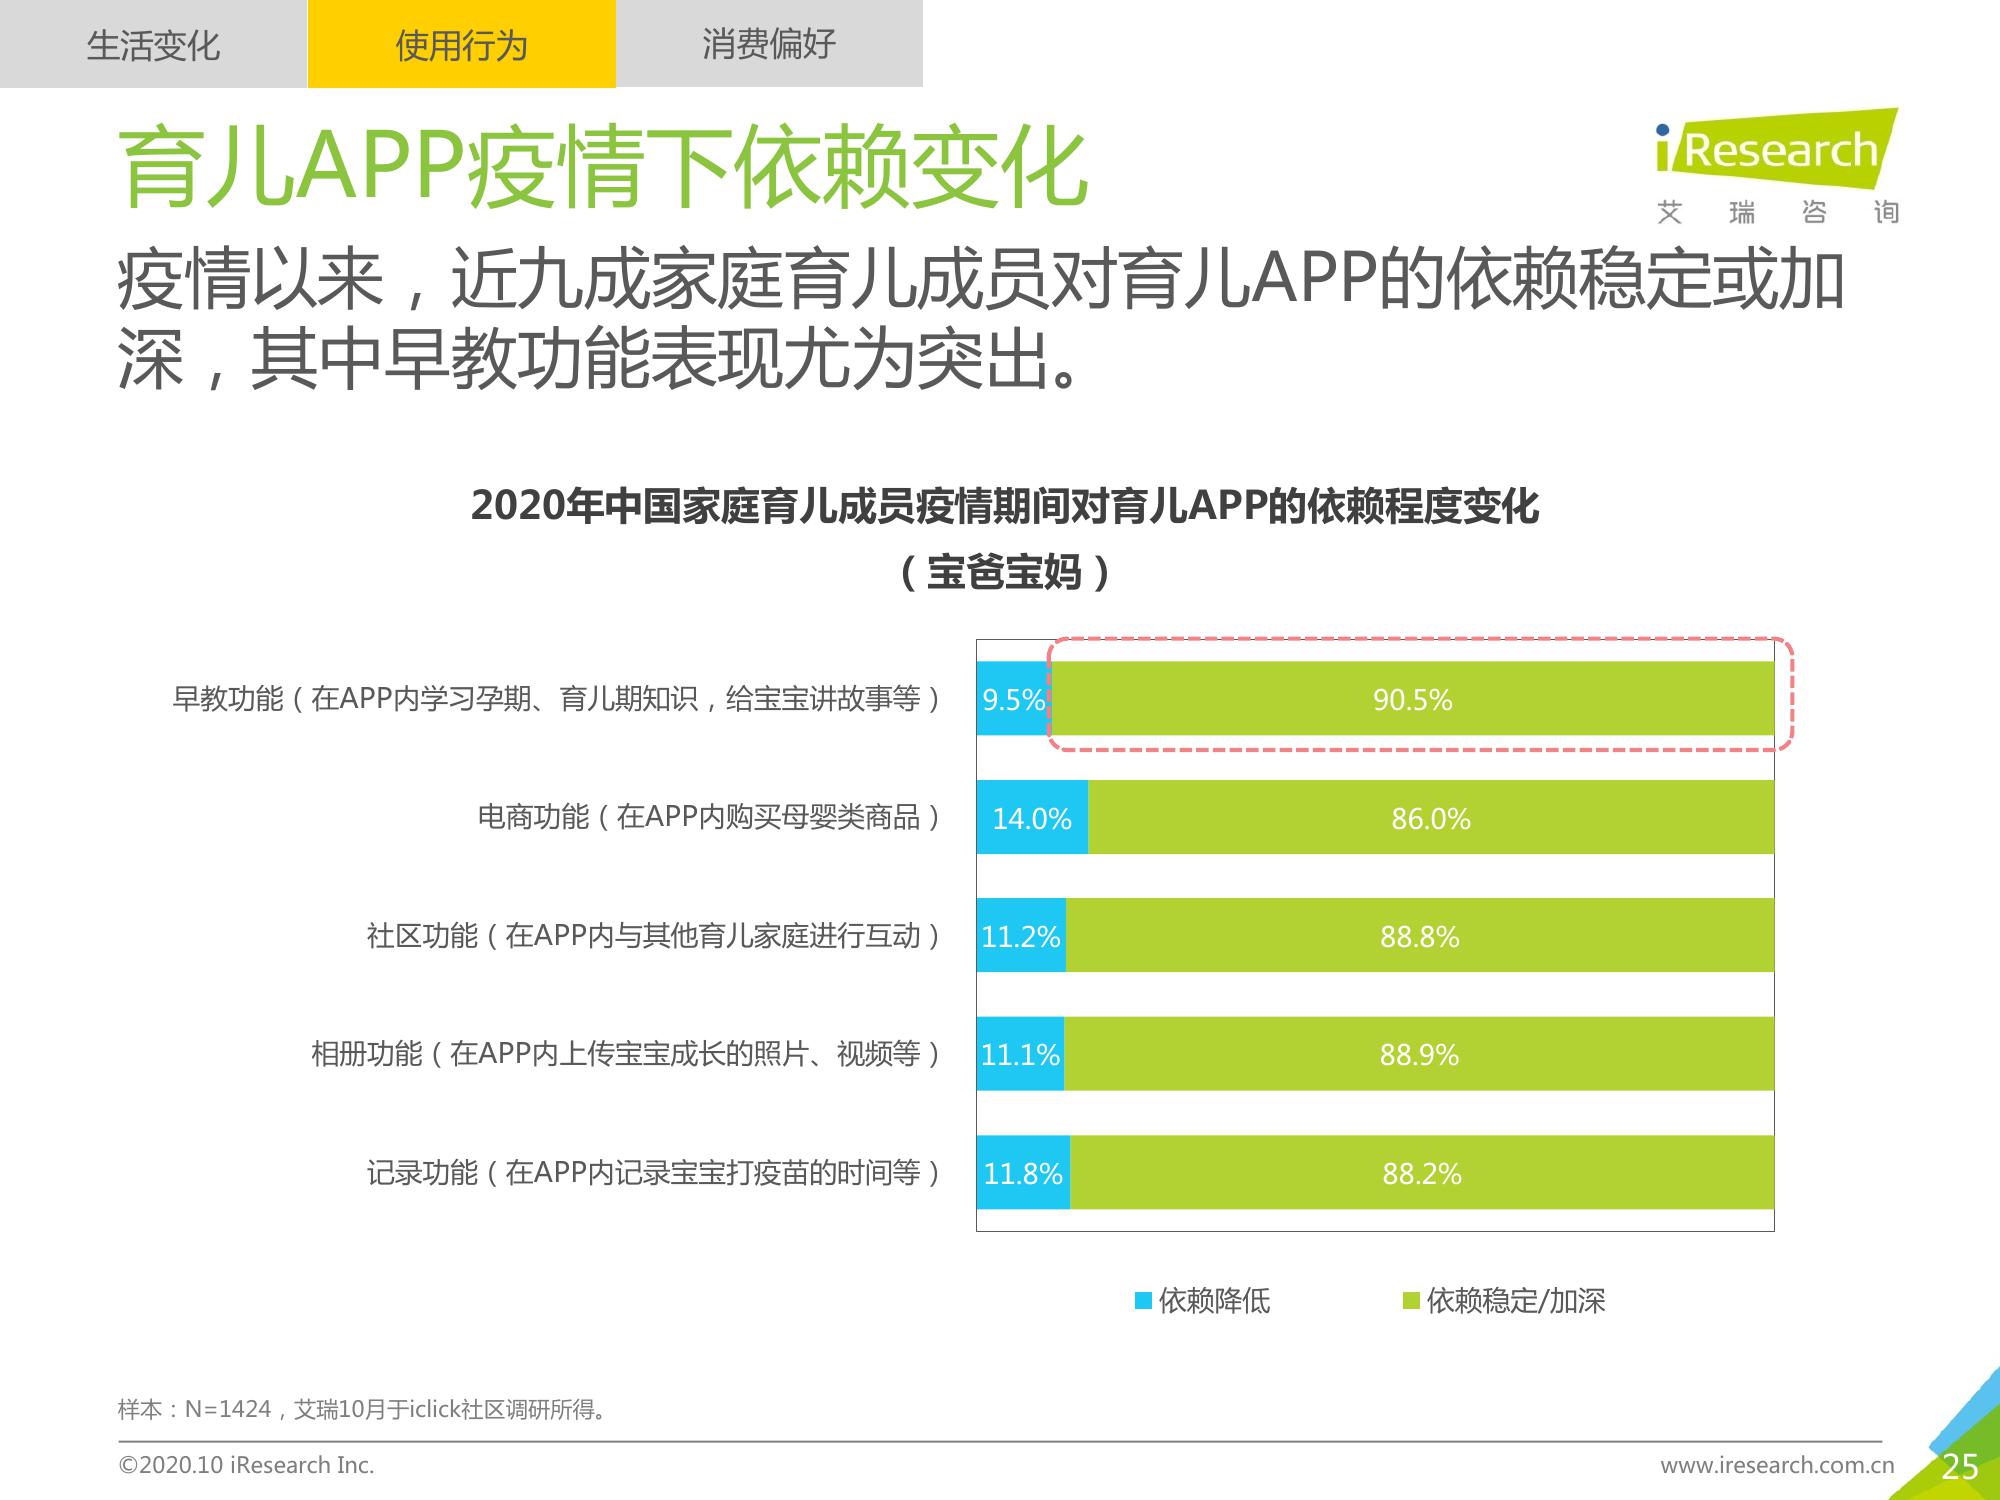 生活变化
使用行为
消费偏好
育儿APP疫情下依赖变化
iResearch
艾瑞咨询
疫情以来，近九成家庭育儿成员对育儿APP的依赖稳定或加
深，其中早教功能表现尤为突出。
2020年中国家庭育儿成员疫情期间对育儿APP的依赖程度变化
（宝爸宝妈）
早教功能（在APP内学习孕期、育儿期知识，给宝宝讲故事等） 9.5% 90.5%
电商功能（在APP内购买母婴类商品） 14.0% 86.0%
社区功能（在APP内与其他育儿家庭进行互动） 11.2% 88.8%
相册功能（在APP内上传宝宝成长的照片、视频等） 11.1% 88.9%
记录功能（在APP内记录宝宝打疫苗的时间等） 11.8% 88.2%
依赖降低 依赖稳定/加深
样本：N=1424，艾瑞10月于iclick社区调研所得。
©2020.10 iResearch Inc.
www.iresearch.com.cn
25